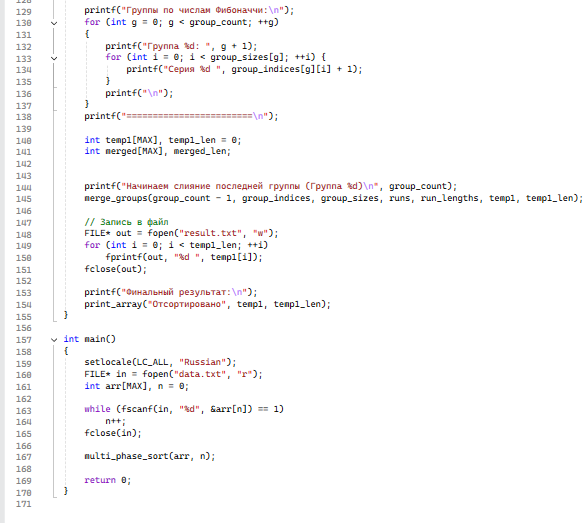 129 printf("Группы по числам Фибоначчи:\n");
130 for (int g = 0; g < group_count; ++g)
131 {
132 printf("Группа %d: ", g + 1);
133 for (int i = 0; i < group_sizes[g]; ++i) {
134 printf("Серия %d ", group_indices[g][i] + 1);
135 }
136 printf("\n");
137 }
138 printf("========================\n");
139
140 int temp1[MAX], temp1_len = 0;
141 int merged[MAX], merged_len;
142
143
144 printf("Начинаем слияние последней группы (Группа %d)\n", group_count);
145 merge_groups(group_count - 1, group_indices, group_sizes, runs, run_lengths, temp1, temp1_len);
146
147 // Запись в файл
148 FILE* out = fopen("result.txt", "w");
149 for (int i = 0; i < temp1_len; ++i)
150 fprintf(out, "%d ", temp1[i]);
151 fclose(out);
152
153 printf("Финальный результат:\n");
154 print_array("Отсортировано", temp1, temp1_len);
155 }
156
157 int main()
158 {
159 setlocale(LC_ALL, "Russian");
160 FILE* in = fopen("data.txt", "r");
161 int arr[MAX], n = 0;
162
163 while (fscanf(in, "%d", &arr[n]) == 1)
164 n++;
165 fclose(in);
166
167 multi_phase_sort(arr, n);
168
169 return 0;
170 }
171